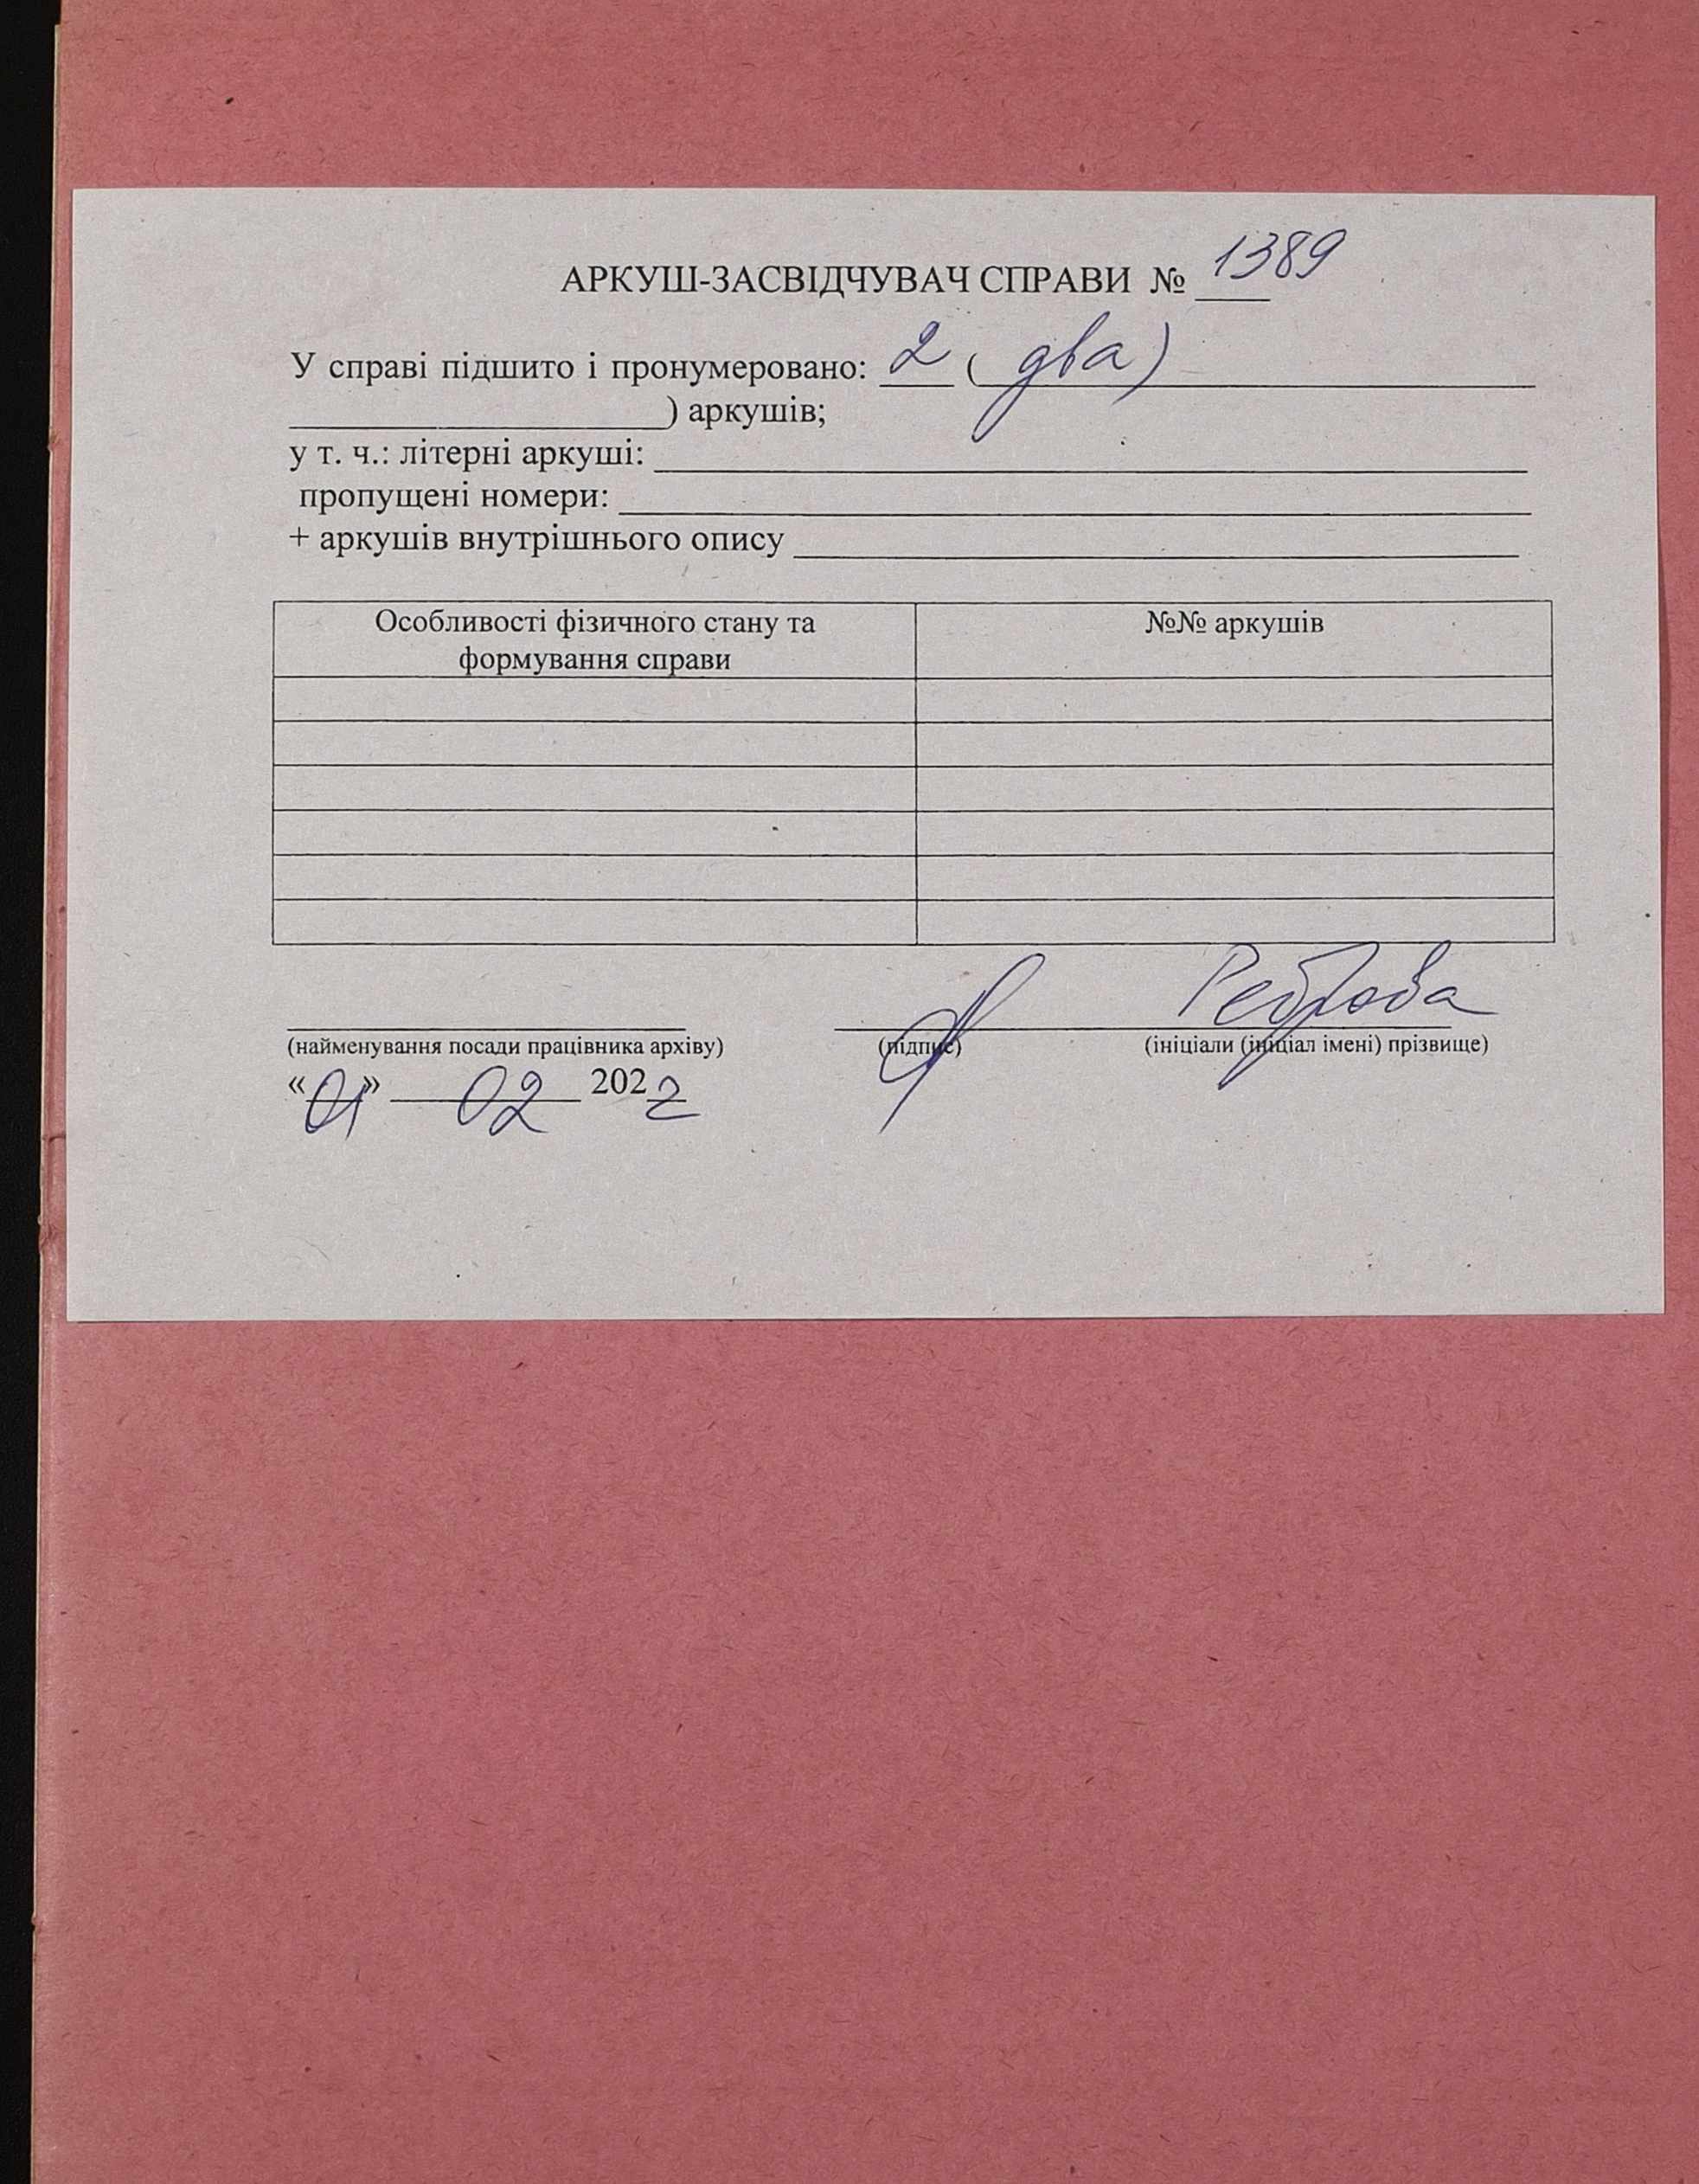 АРКУШ-ЗАСВІДЧУВАЧ СПРАВИ № 1389
У справі підшито і пронумеровано: 2 ( два )
) аркушів;
у т. ч.: літерні аркуші:
пропущені номери:
+ аркушів внутрішнього опису
Особливості фізичного стану та
формування справи
№№ аркушів
Реброва
(найменування посади працівника архіву) (підпис) (ініціали (ініціал імені) прізвище)
«01» 02 2022